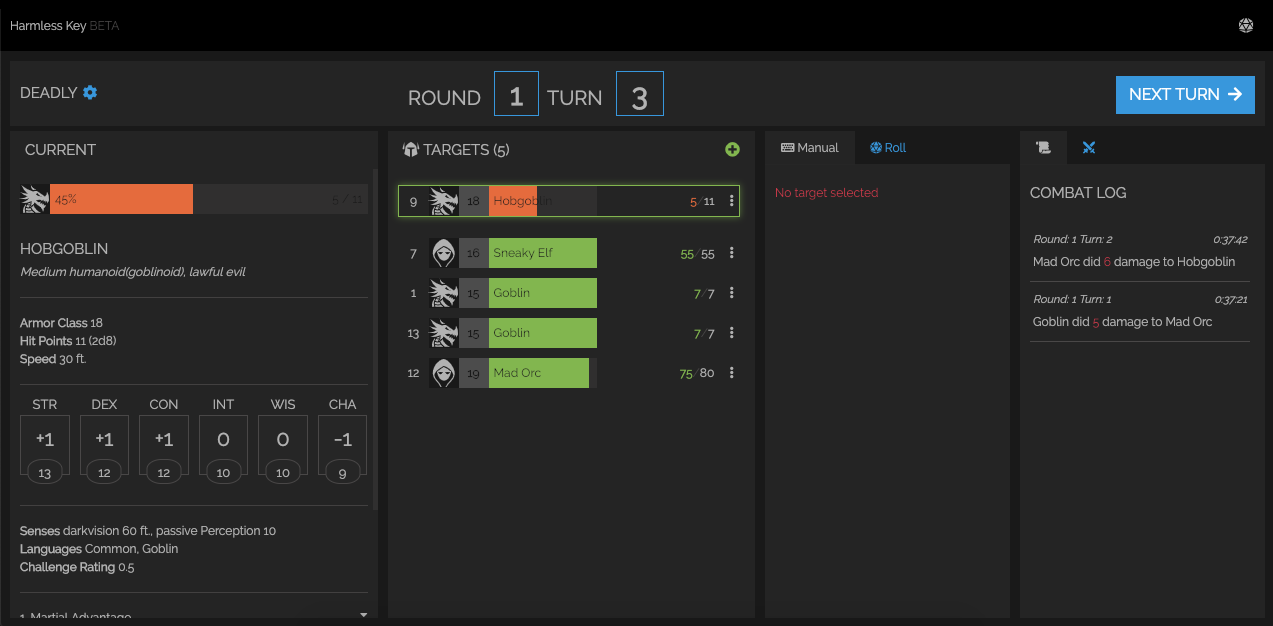 Harmless Key BETA
DEADLY
ROUND 1 TURN 3
NEXT TURN
CURRENT
45% 5 / 11
HOBGOBLIN
Medium humanoid(goblinoid), lawful evil
Armor Class 18
Hit Points 11 (2d8)
Speed 30 ft.
STR DEX CON INT WIS CHA
+1 +1 +1 0 0 -1
13 12 12 10 10 9
Senses darkvision 60 ft., passive Perception 10
Languages Common, Goblin
Challenge Rating 0.5
1. Martial Advantage
TARGETS (5)
9 18 Hobgoblin 5/11
7 16 Sneaky Elf 55/55
1 15 Goblin 7/7
13 15 Goblin 7/7
12 19 Mad Orc 75/80
Manual Roll
No target selected
COMBAT LOG
Round: 1 Turn: 2 0:37:42
Mad Orc did 6 damage to Hobgoblin
Round: 1 Turn: 1 0:37:21
Goblin did 5 damage to Mad Orc